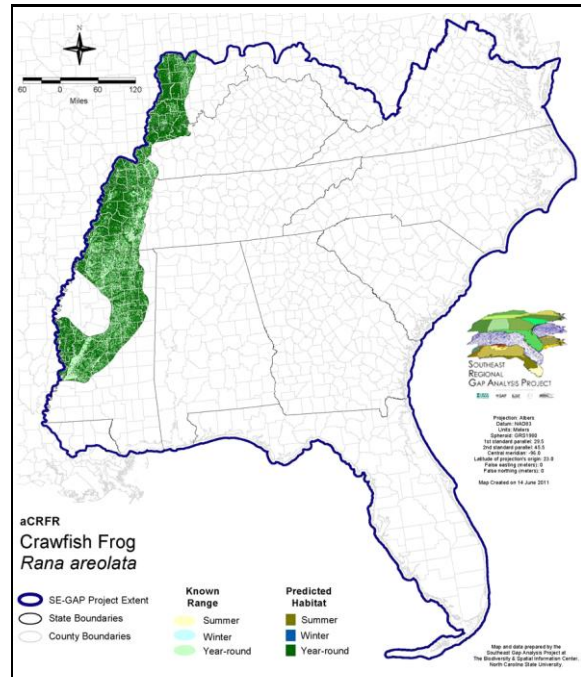 N
60 0 60 120
Miles
SOUTHEAST
REGIONAL
GAP ANALYSIS PROJECT
Projection: Albers
Datum: NAD83
Units: Meters
Spheroid: GRS1980
1st standard parallel: 29.5
2nd standard parallel: 45.5
Central meridian: -96.0
Latitude of projection's origin: 23.0
False easting (meters): 0
False northing (meters): 0
Map Created on 14 June 2011
aCRFR
Crawfish Frog
Rana areolata
SE-GAP Project Extent
State Boundaries
County Boundaries
Known
Range
Summer
Winter
Year-round
Predicted
Habitat
Summer
Winter
Year-round
Map and data prepared by the
Southeast Gap Analysis Project at
The Biodiversity & Spatial Information Center,
North Carolina State University.